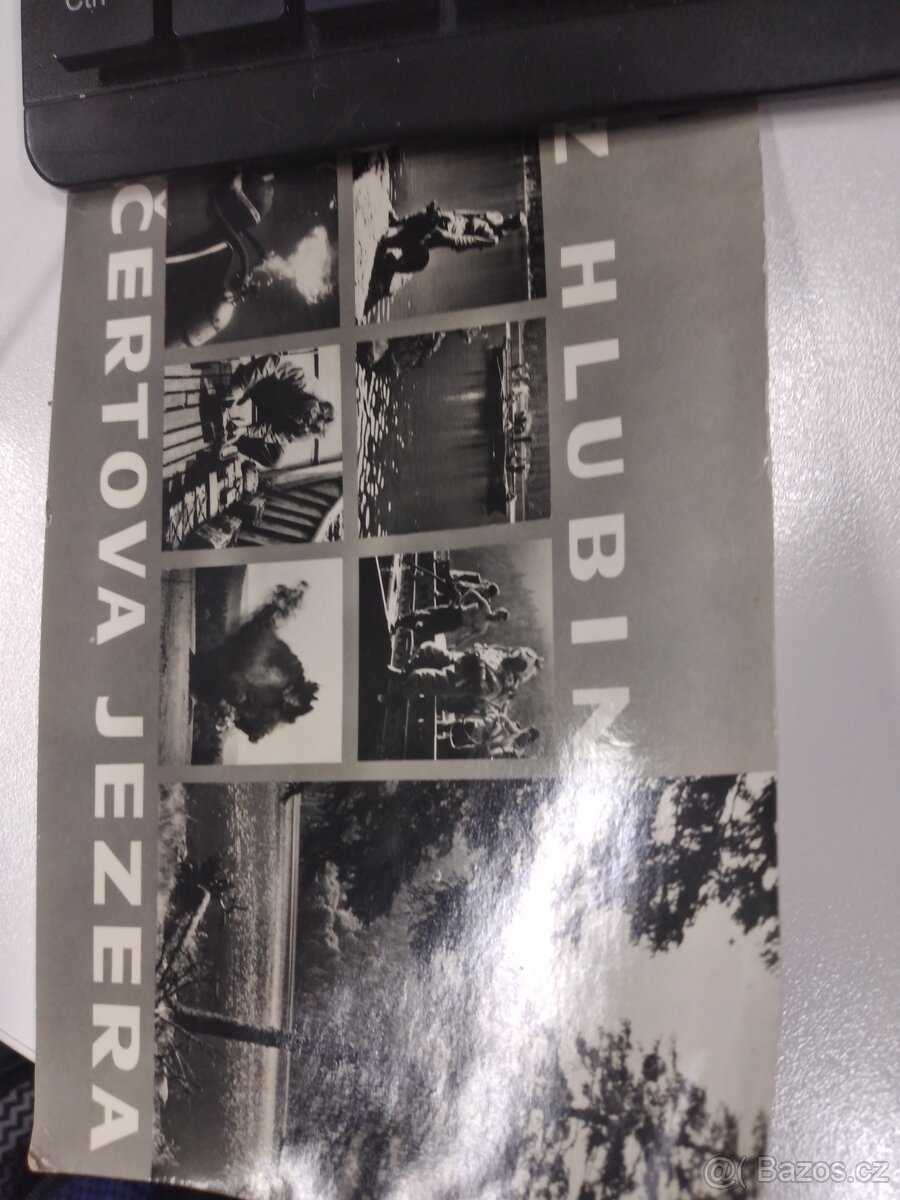 Ctrl
Z HLUBIN
ČERTOVA JEZERA
@( Bazos.cz